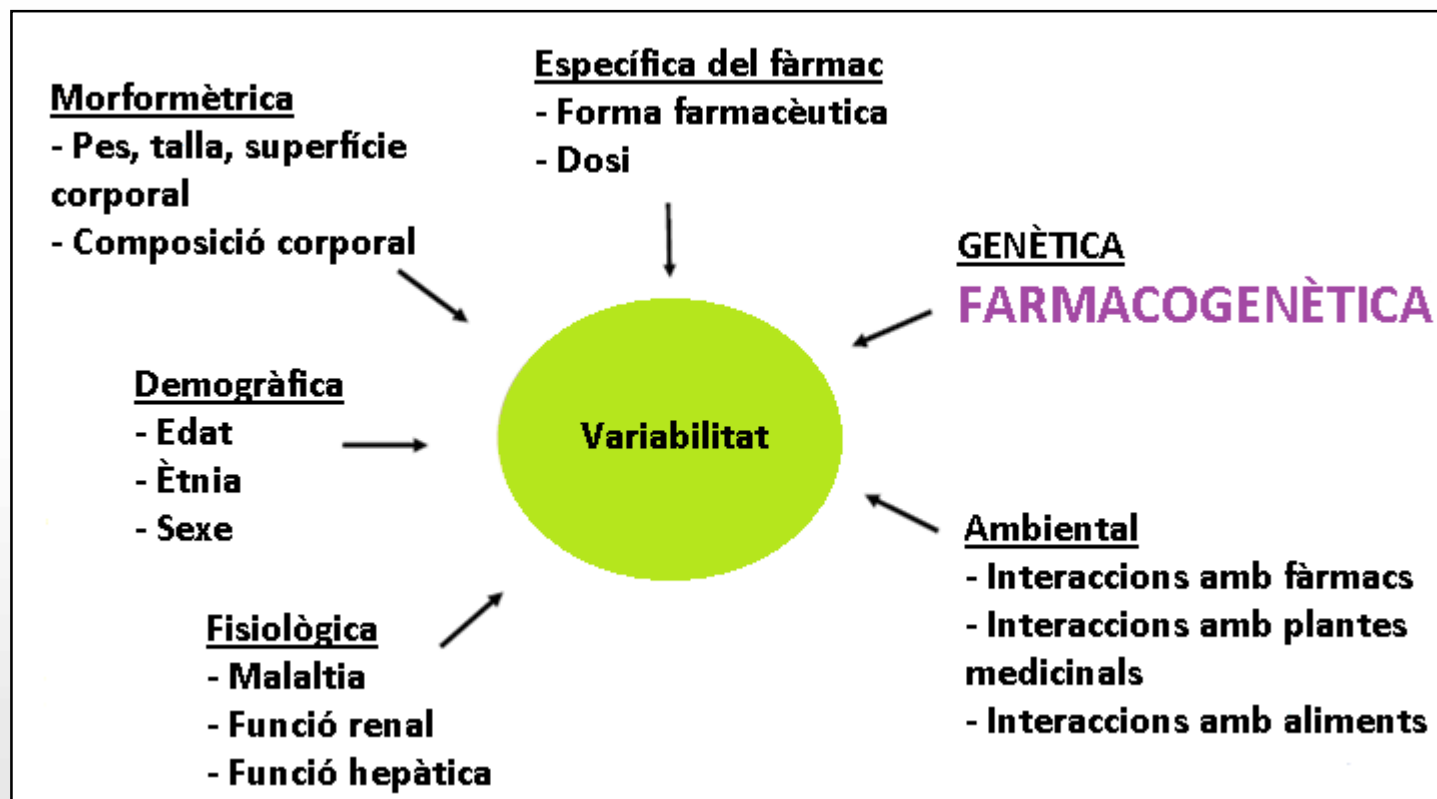 Morformètrica
- Pes, talla, superfície
corporal
- Composició corporal
Específica del fàrmac
- Forma farmacèutica
- Dosi
GENÈTICA
FARMACOGENÈTICA
Demogràfica
- Edat
- Ètnia
- Sexe
Variabilitat
Fisiològica
- Malaltia
- Funció renal
- Funció hepàtica
Ambiental
- Interaccions amb fàrmacs
- Interaccions amb plantes
medicinals
- Interaccions amb aliments